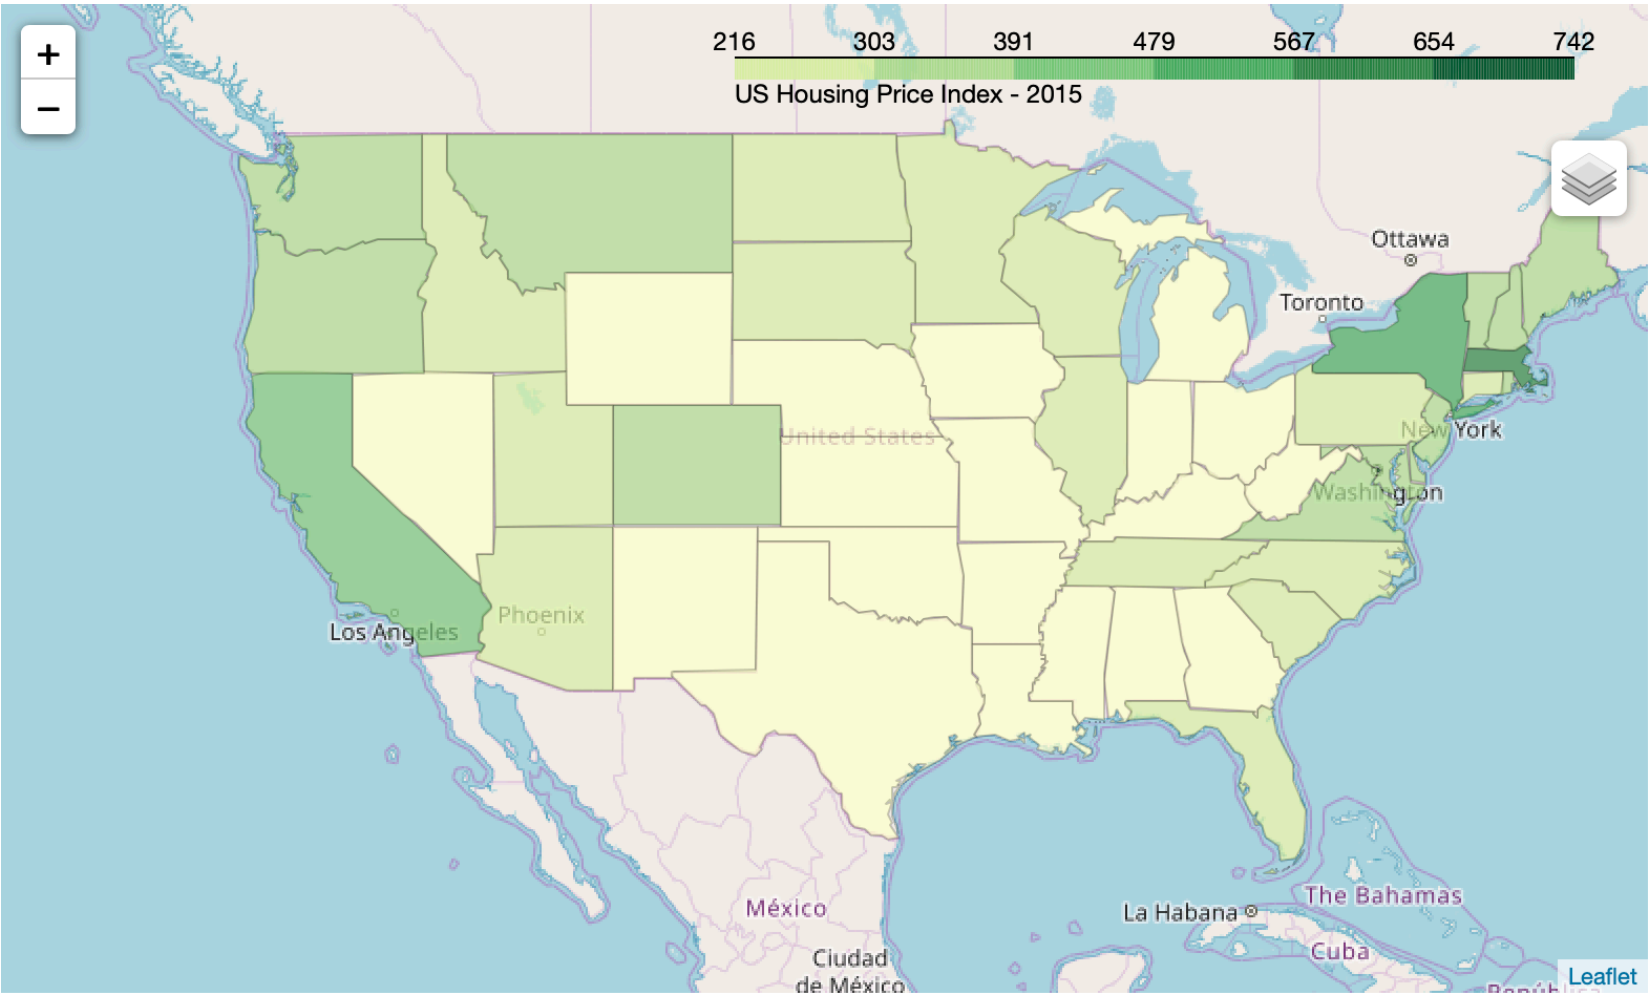 +
−
216 303 391 479 567 654 742
US Housing Price Index - 2015
Ottawa
Toronto
United States
New York
Washington
Phoenix
Los Angeles
The Bahamas
México
La Habana
Cuba
Ciudad
de México
Leaflet